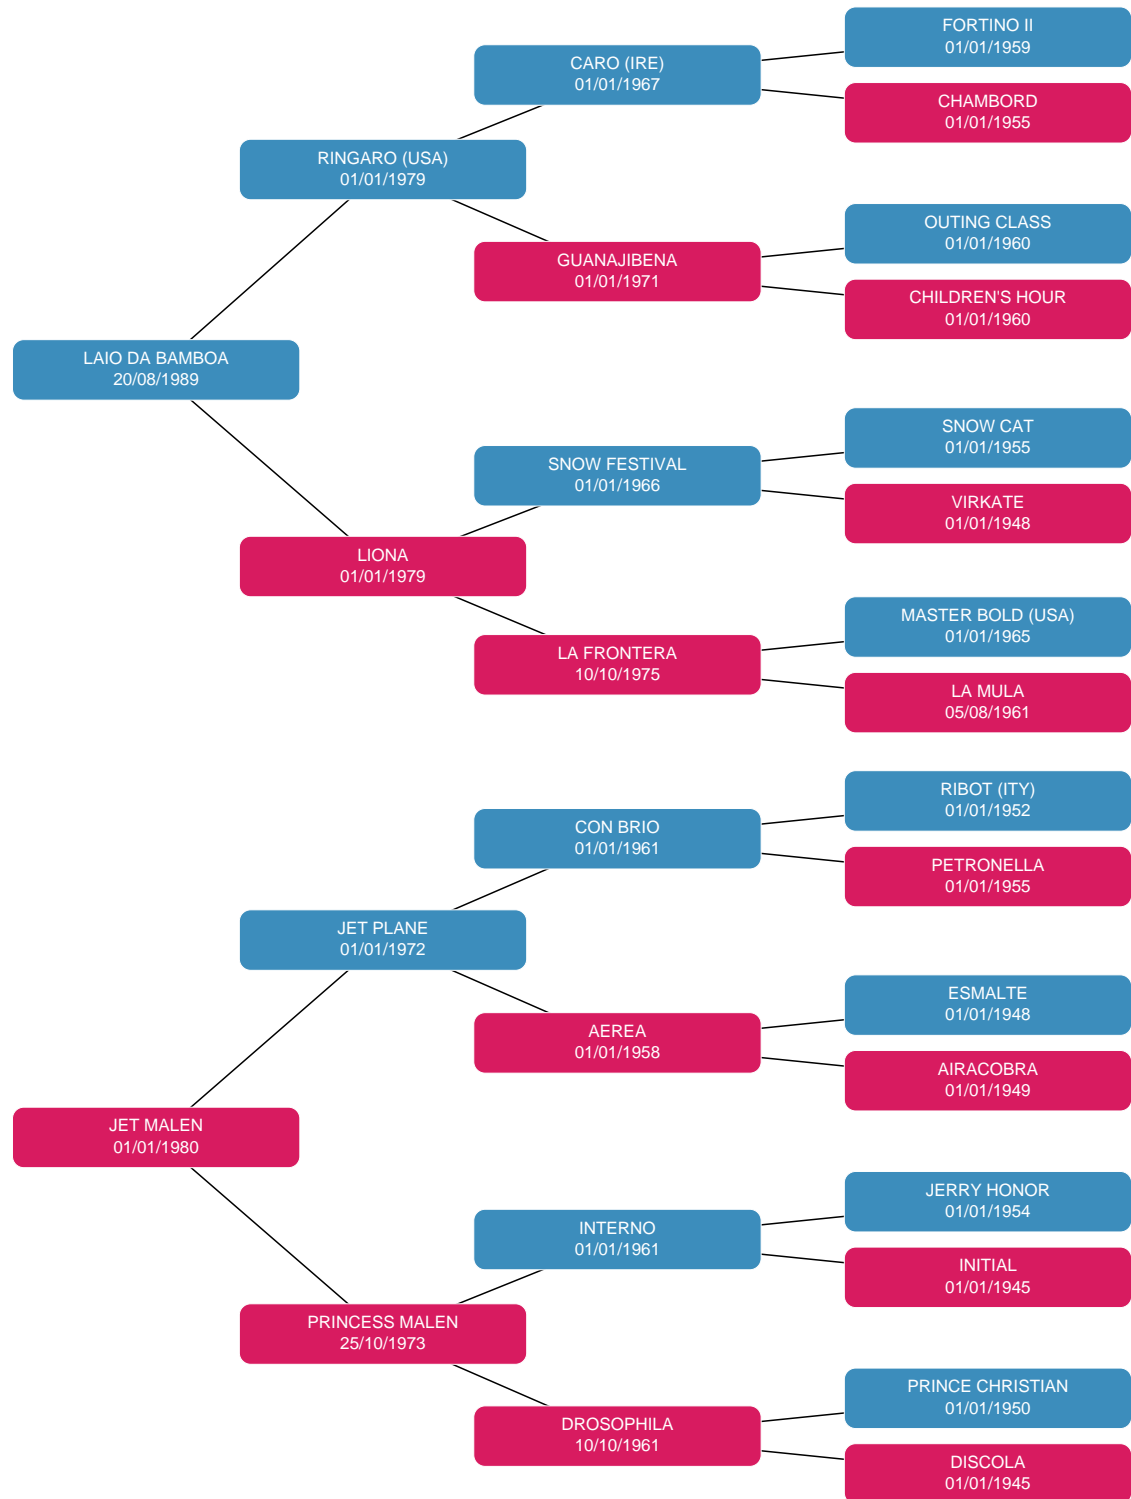 FORTINO II
01/01/1959
CARO (IRE)
01/01/1967
CHAMBORD
01/01/1955
RINGARO (USA)
01/01/1979
OUTING CLASS
01/01/1960
GUANAJIBENA
01/01/1971
CHILDREN'S HOUR
01/01/1960
LAIO DA BAMBOA
20/08/1989
SNOW CAT
01/01/1955
SNOW FESTIVAL
01/01/1966
VIRKATE
01/01/1948
LIONA
01/01/1979
MASTER BOLD (USA)
01/01/1965
LA FRONTERA
10/10/1975
LA MULA
05/08/1961
RIBOT (ITY)
01/01/1952
CON BRIO
01/01/1961
PETRONELLA
01/01/1955
JET PLANE
01/01/1972
ESMALTE
01/01/1948
AEREA
01/01/1958
AIRACOBRA
01/01/1949
JET MALEN
01/01/1980
JERRY HONOR
01/01/1954
INTERNO
01/01/1961
INITIAL
01/01/1945
PRINCESS MALEN
25/10/1973
PRINCE CHRISTIAN
01/01/1950
DROSOPHILA
10/10/1961
DISCOLA
01/01/1945